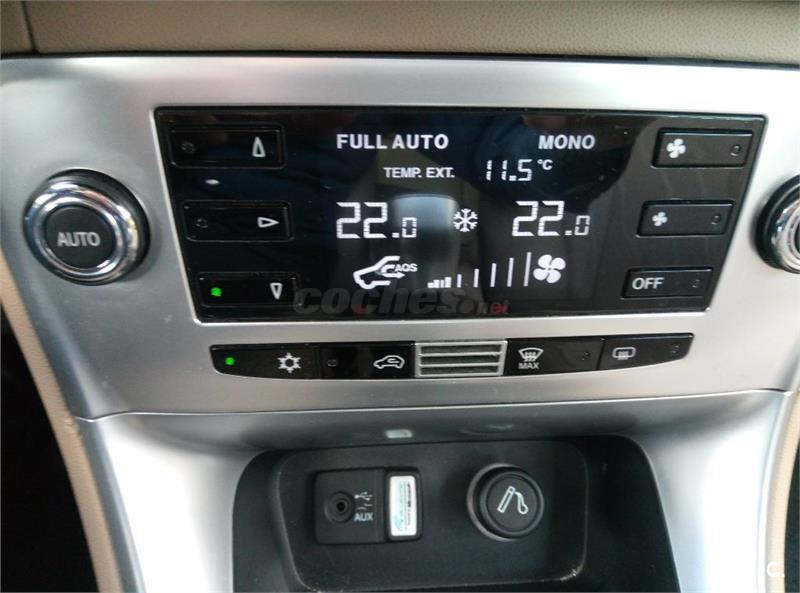 FULL AUTO MONO
TEMP. EXT. 11.5 °C
AUTO
22.0 22.0
AQS
OFF
coches.net
MAX
AUX
C.